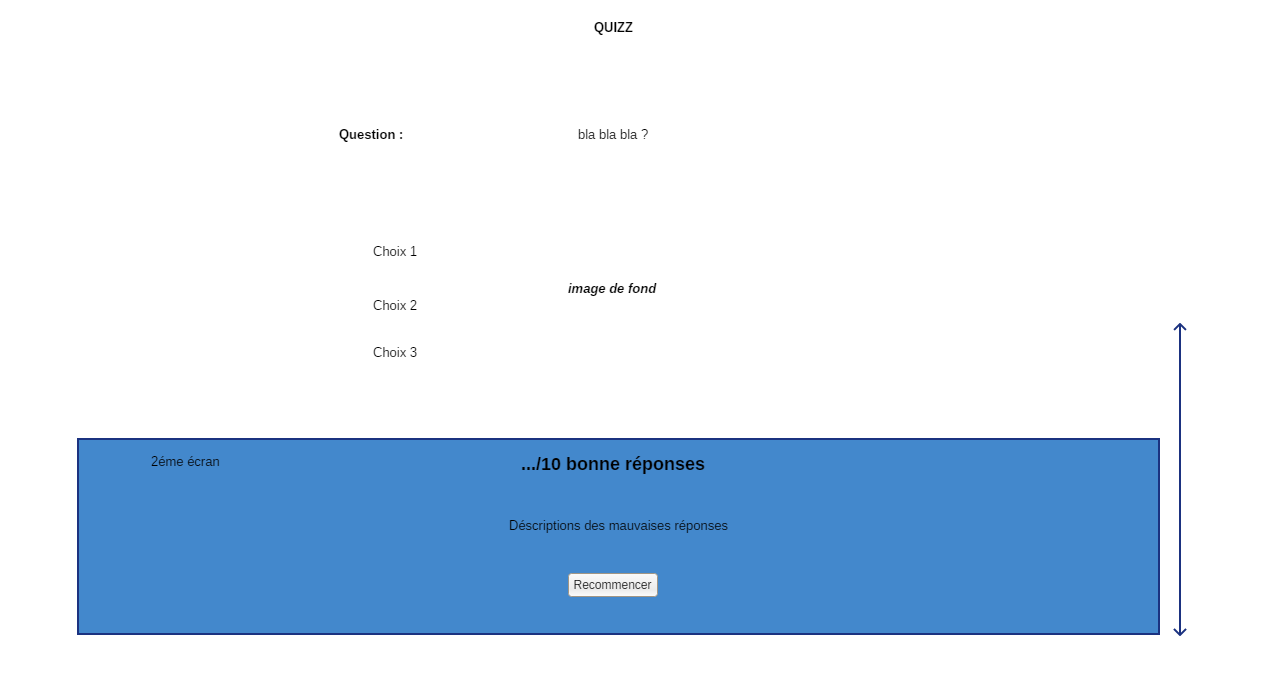 QUIZZ
Question :
bla bla bla ?
Choix 1
image de fond
Choix 2
Choix 3
2éme écran
.../10 bonne réponses
Déscriptions des mauvaises réponses
Recommencer